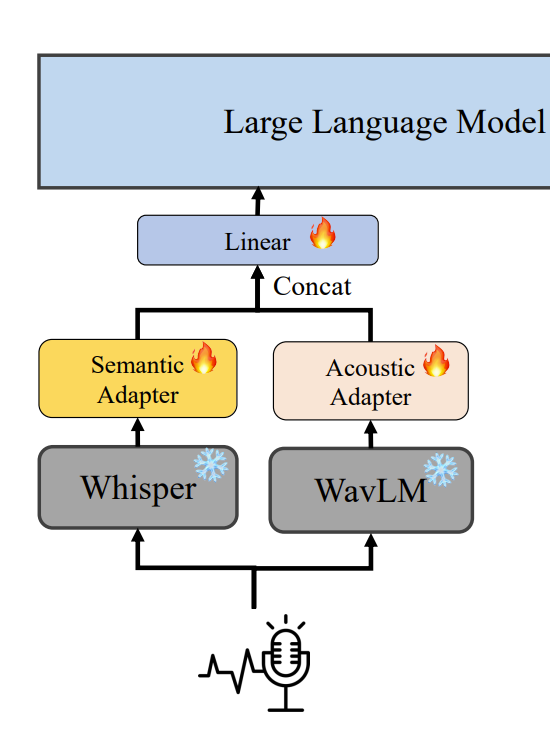 Large Language Model
Linear
Concat
Semantic
Adapter
Acoustic
Adapter
Whisper
WavLM